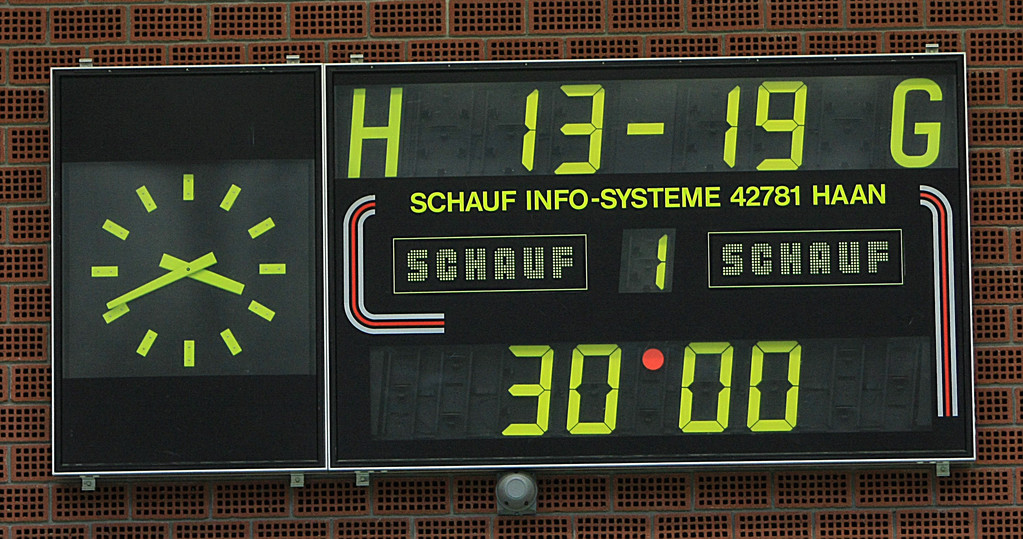 H 13-19 G
SCHAUF INFO-SYSTEME 42781 HAAN
SCHAUF 1 SCHAUF
30:00